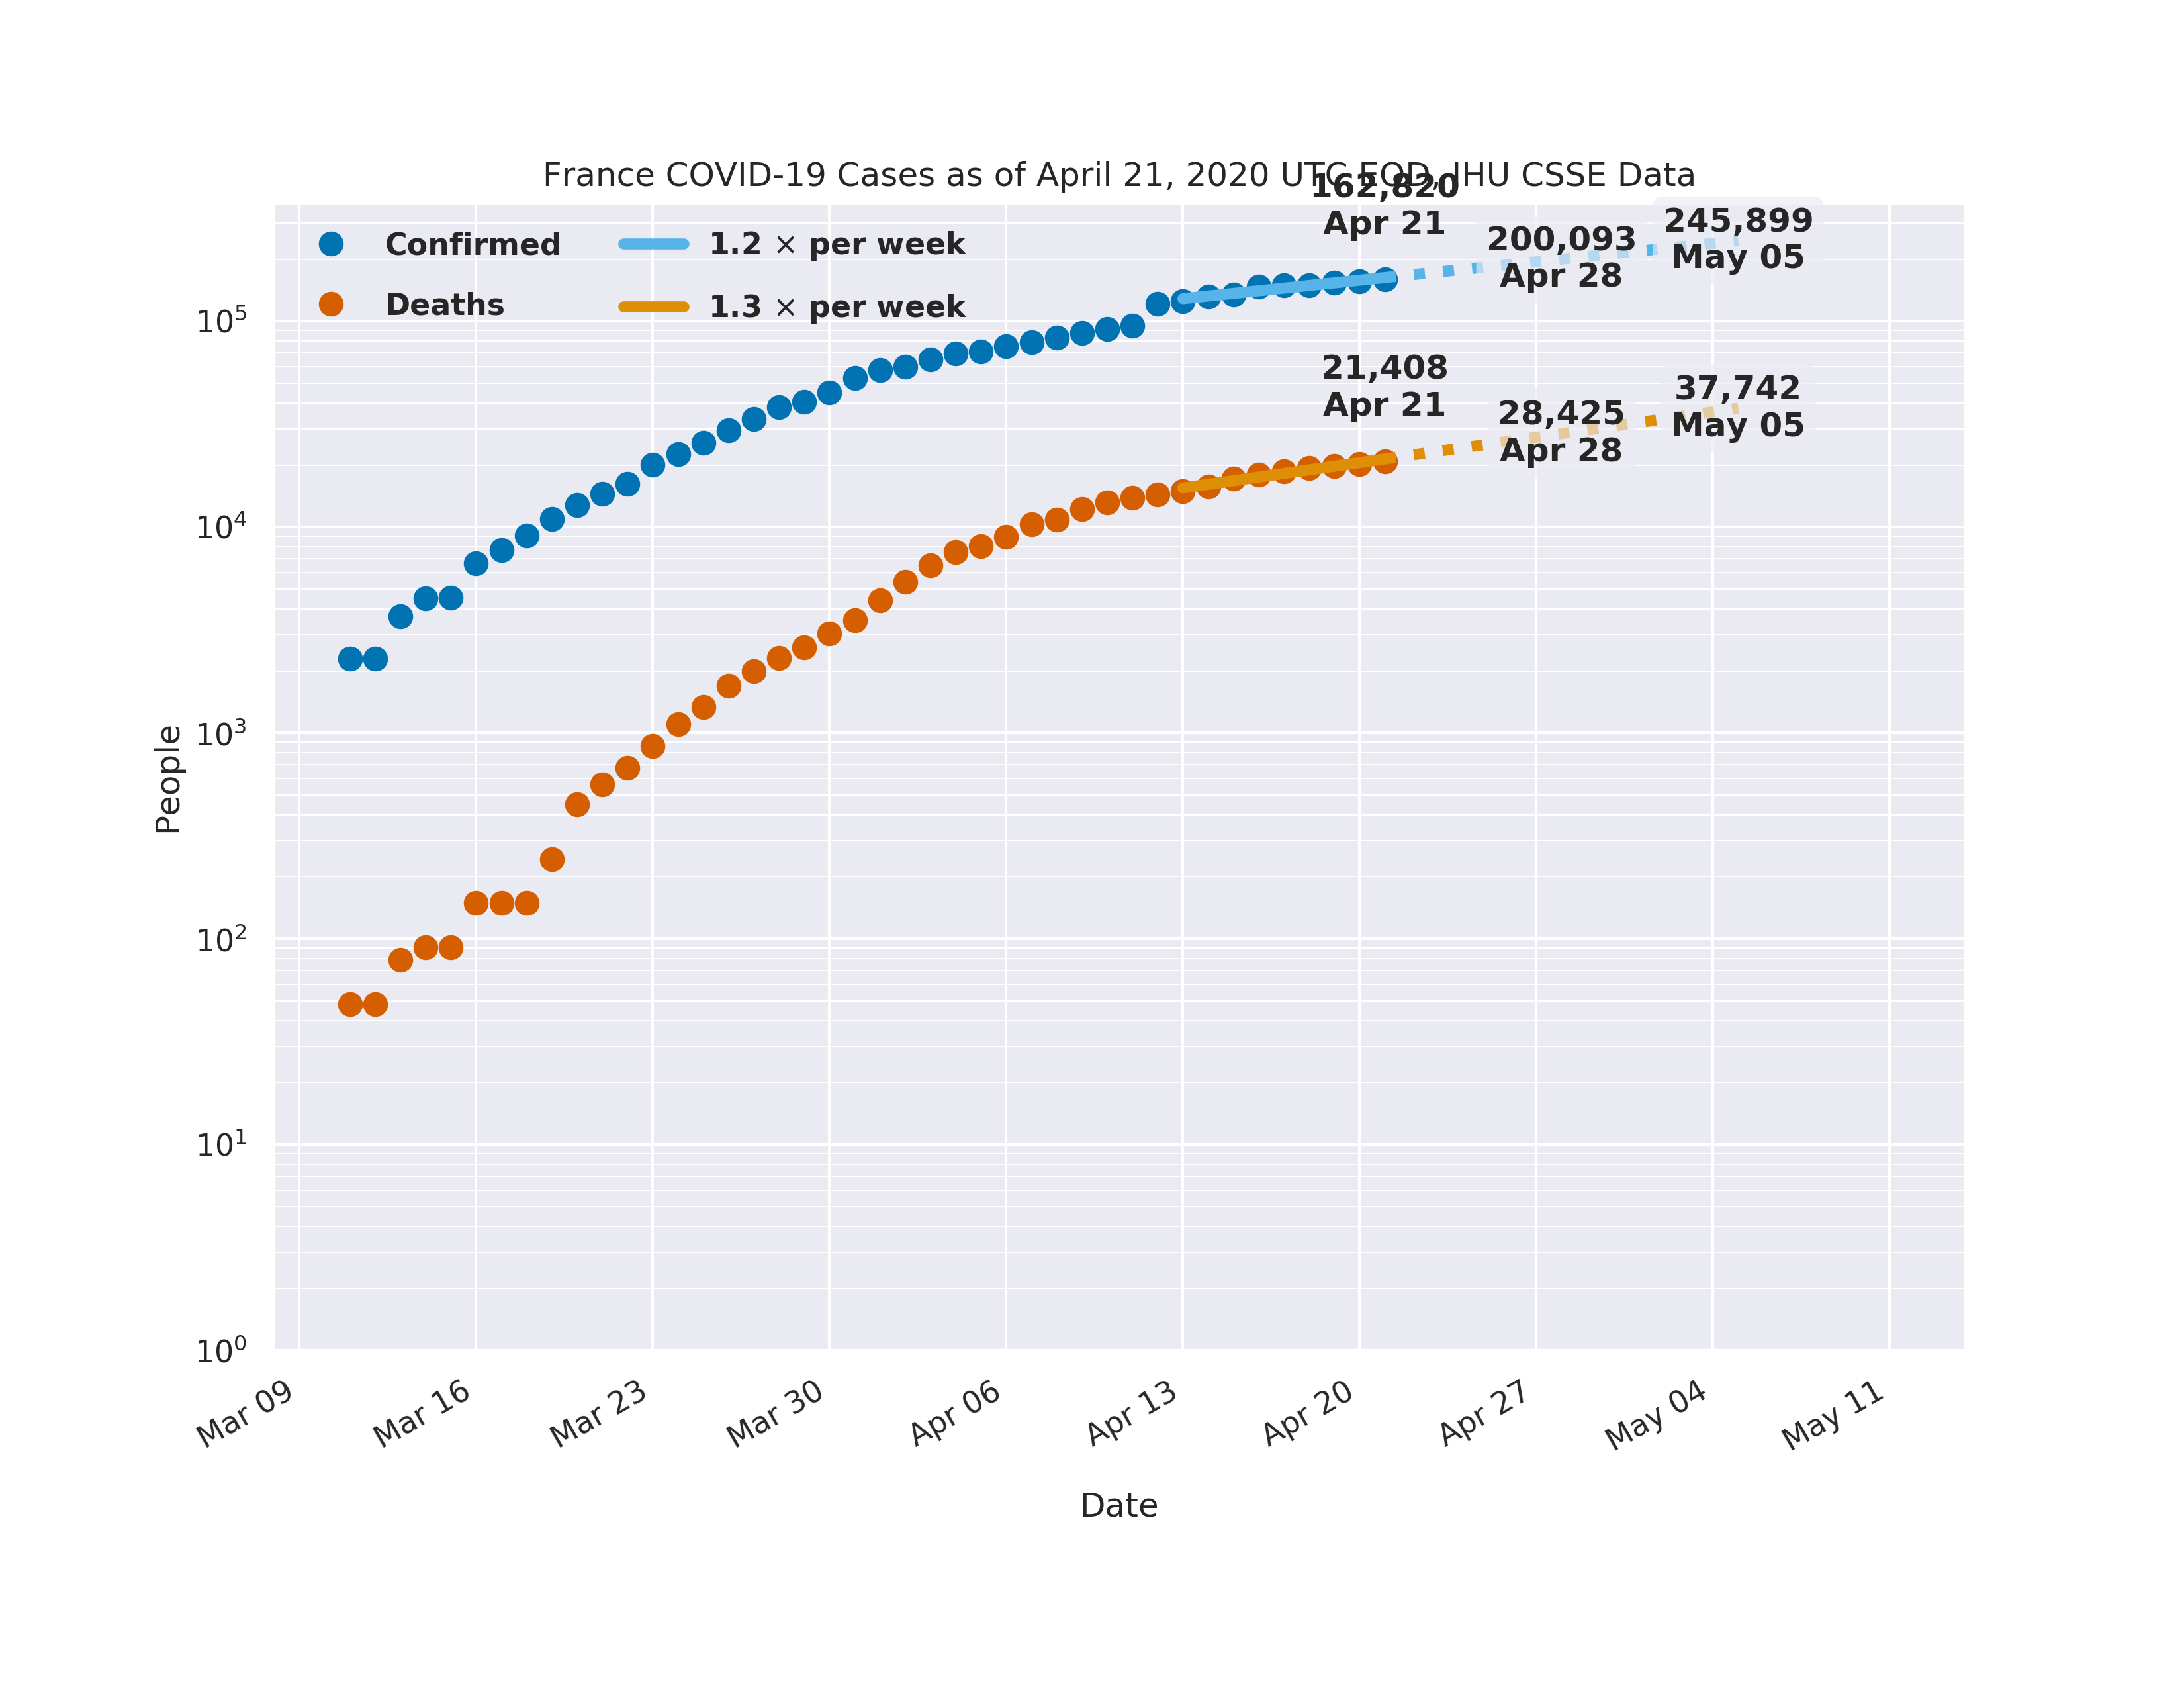 France COVID-19 Cases as of April 21, 2020 UTC EOD, JHU CSSE Data
162,820
Apr 21
200,093
Apr 28
245,899
May 05
Confirmed
Deaths
1.2 × per week
1.3 × per week
21,408
Apr 21
28,425
Apr 28
37,742
May 05
People
10⁵
10⁴
10³
10²
10¹
10⁰
Mar 09
Mar 16
Mar 23
Mar 30
Apr 06
Apr 13
Apr 20
Apr 27
May 04
May 11
Date